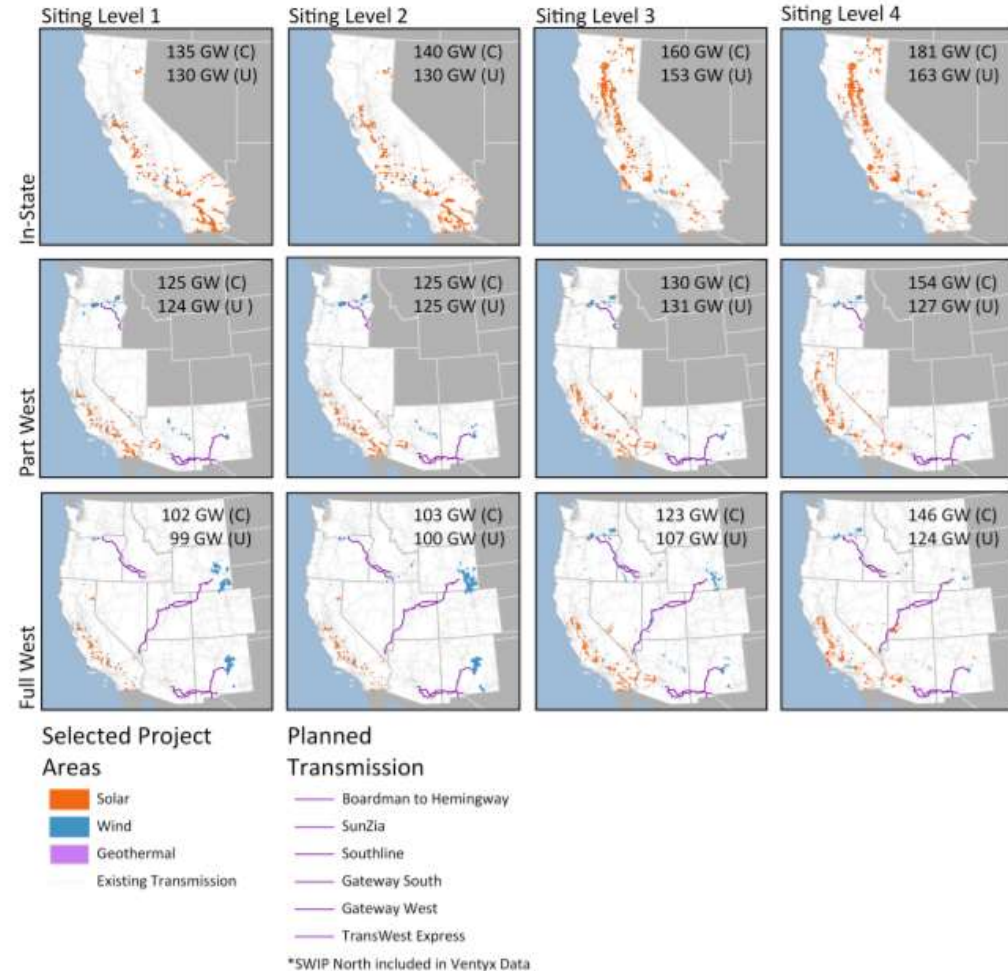 Siting Level 1
Siting Level 2
Siting Level 3
Siting Level 4
In-State
135 GW (C)
130 GW (U)
140 GW (C)
130 GW (U)
160 GW (C)
153 GW (U)
181 GW (C)
163 GW (U)
Part West
125 GW (C)
124 GW (U )
125 GW (C)
125 GW (U)
130 GW (C)
131 GW (U)
154 GW (C)
127 GW (U)
Full West
102 GW (C)
99 GW (U)
103 GW (C)
100 GW (U)
123 GW (C)
107 GW (U)
146 GW (C)
124 GW (U)
Selected Project
Areas
Solar
Wind
Geothermal
Existing Transmission
Planned
Transmission
Boardman to Hemingway
SunZia
Southline
Gateway South
Gateway West
TransWest Express
*SWIP North included in Ventyx Data